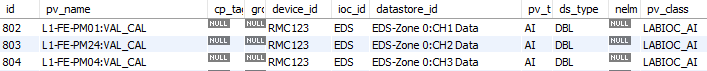 id pv_name cp_tag gro device_id ioc_id datastore_id pv_t ds_type nelm pv_class
802 L1-FE-PM01:VAL_CAL NULL NULL RMC123 EDS EDS-Zone 0:CH1 Data AI DBL NULL LABIOC_AI
803 L1-FE-PM24:VAL_CAL NULL NULL RMC123 EDS EDS-Zone 0:CH2 Data AI DBL NULL LABIOC_AI
804 L1-FE-PM04:VAL_CAL NULL NULL RMC123 EDS EDS-Zone 0:CH3 Data AI DBL NULL LABIOC_AI